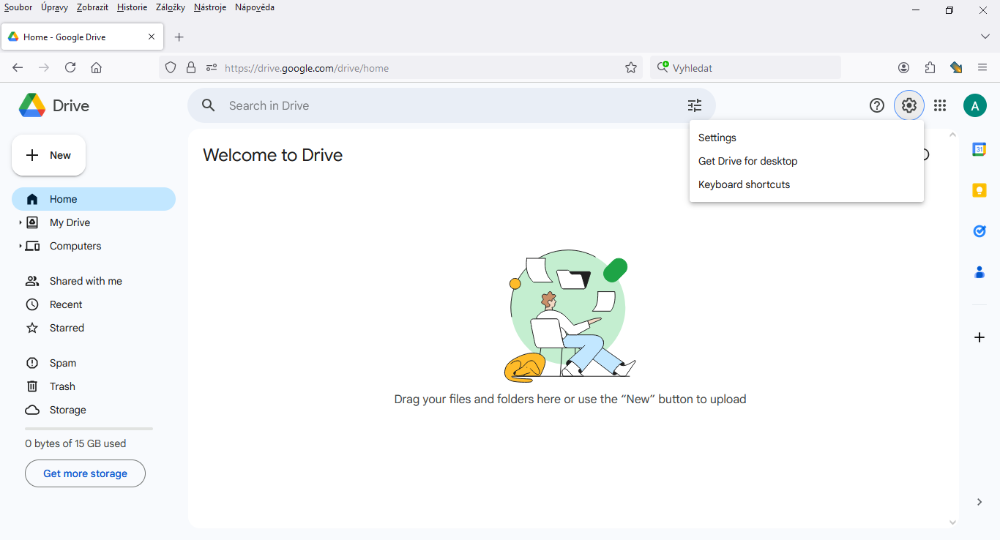 Soubor Úpravy Zobrazit Historie Záložky Nástroje Nápověda
Home - Google Drive
https://drive.google.com/drive/home
Vyhledat
Drive
Search in Drive
A
New
Welcome to Drive
Settings
Get Drive for desktop
Keyboard shortcuts
31
Home
My Drive
Computers
Shared with me
Recent
Starred
Spam
Trash
Storage
0 bytes of 15 GB used
Get more storage
Drag your files and folders here or use the “New” button to upload